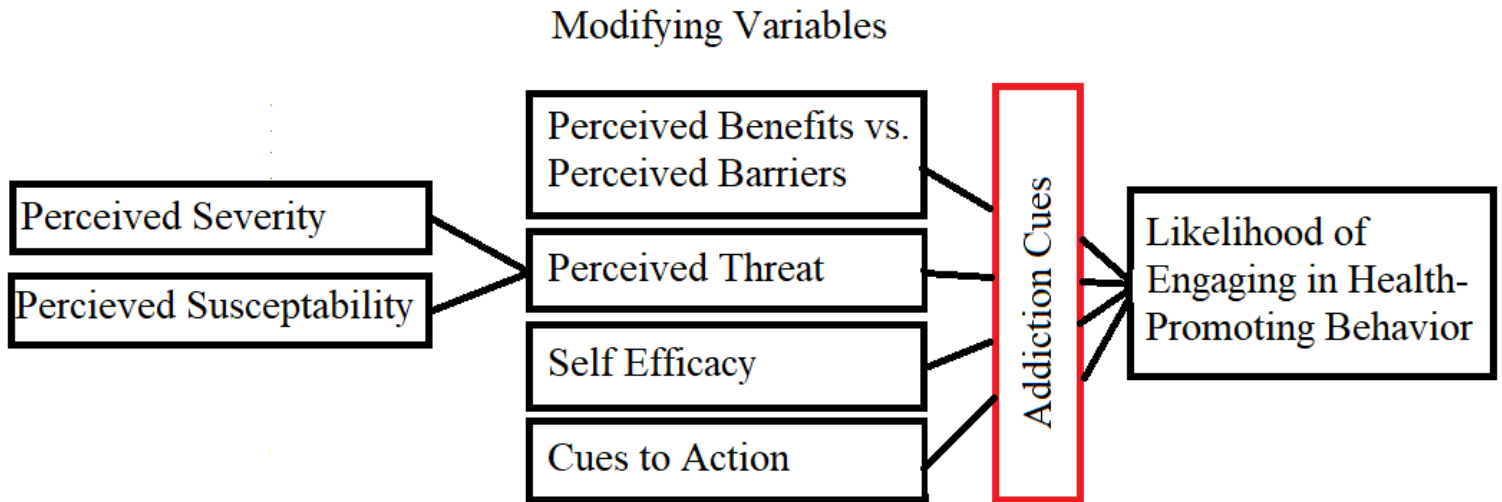 Modifying Variables
Perceived Severity
Percieved Susceptability
Perceived Benefits vs.
Perceived Barriers
Perceived Threat
Self Efficacy
Cues to Action
Addiction Cues
Likelihood of
Engaging in Health-
Promoting Behavior